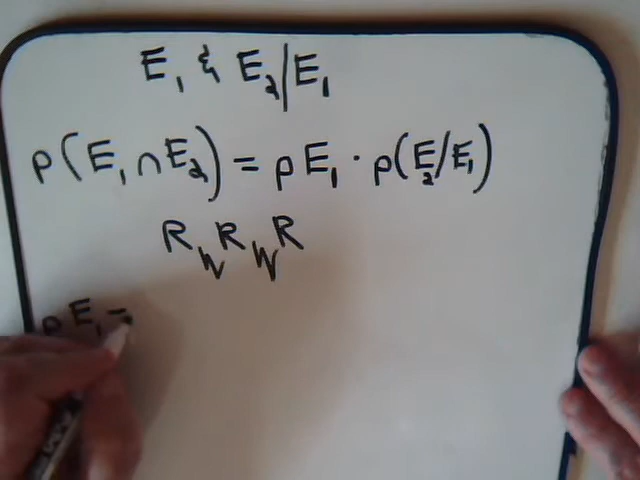 E₁ & E₂|E₁
p(E₁∩E₂) = pE₁ · p(E₂/E₁)
R W R W R
pE₁ =